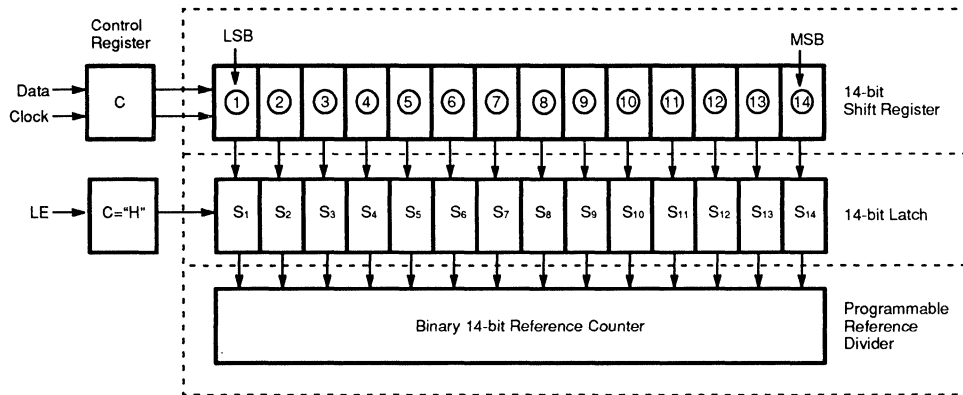 Control
Register
LSB
MSB
Data
Clock
C
1 2 3 4 5 6 7 8 9 10 11 12 13 14
14-bit
Shift Register
LE
C="H"
S1 S2 S3 S4 S5 S6 S7 S8 S9 S10 S11 S12 S13 S14
14-bit Latch
Binary 14-bit Reference Counter
Programmable
Reference
Divider